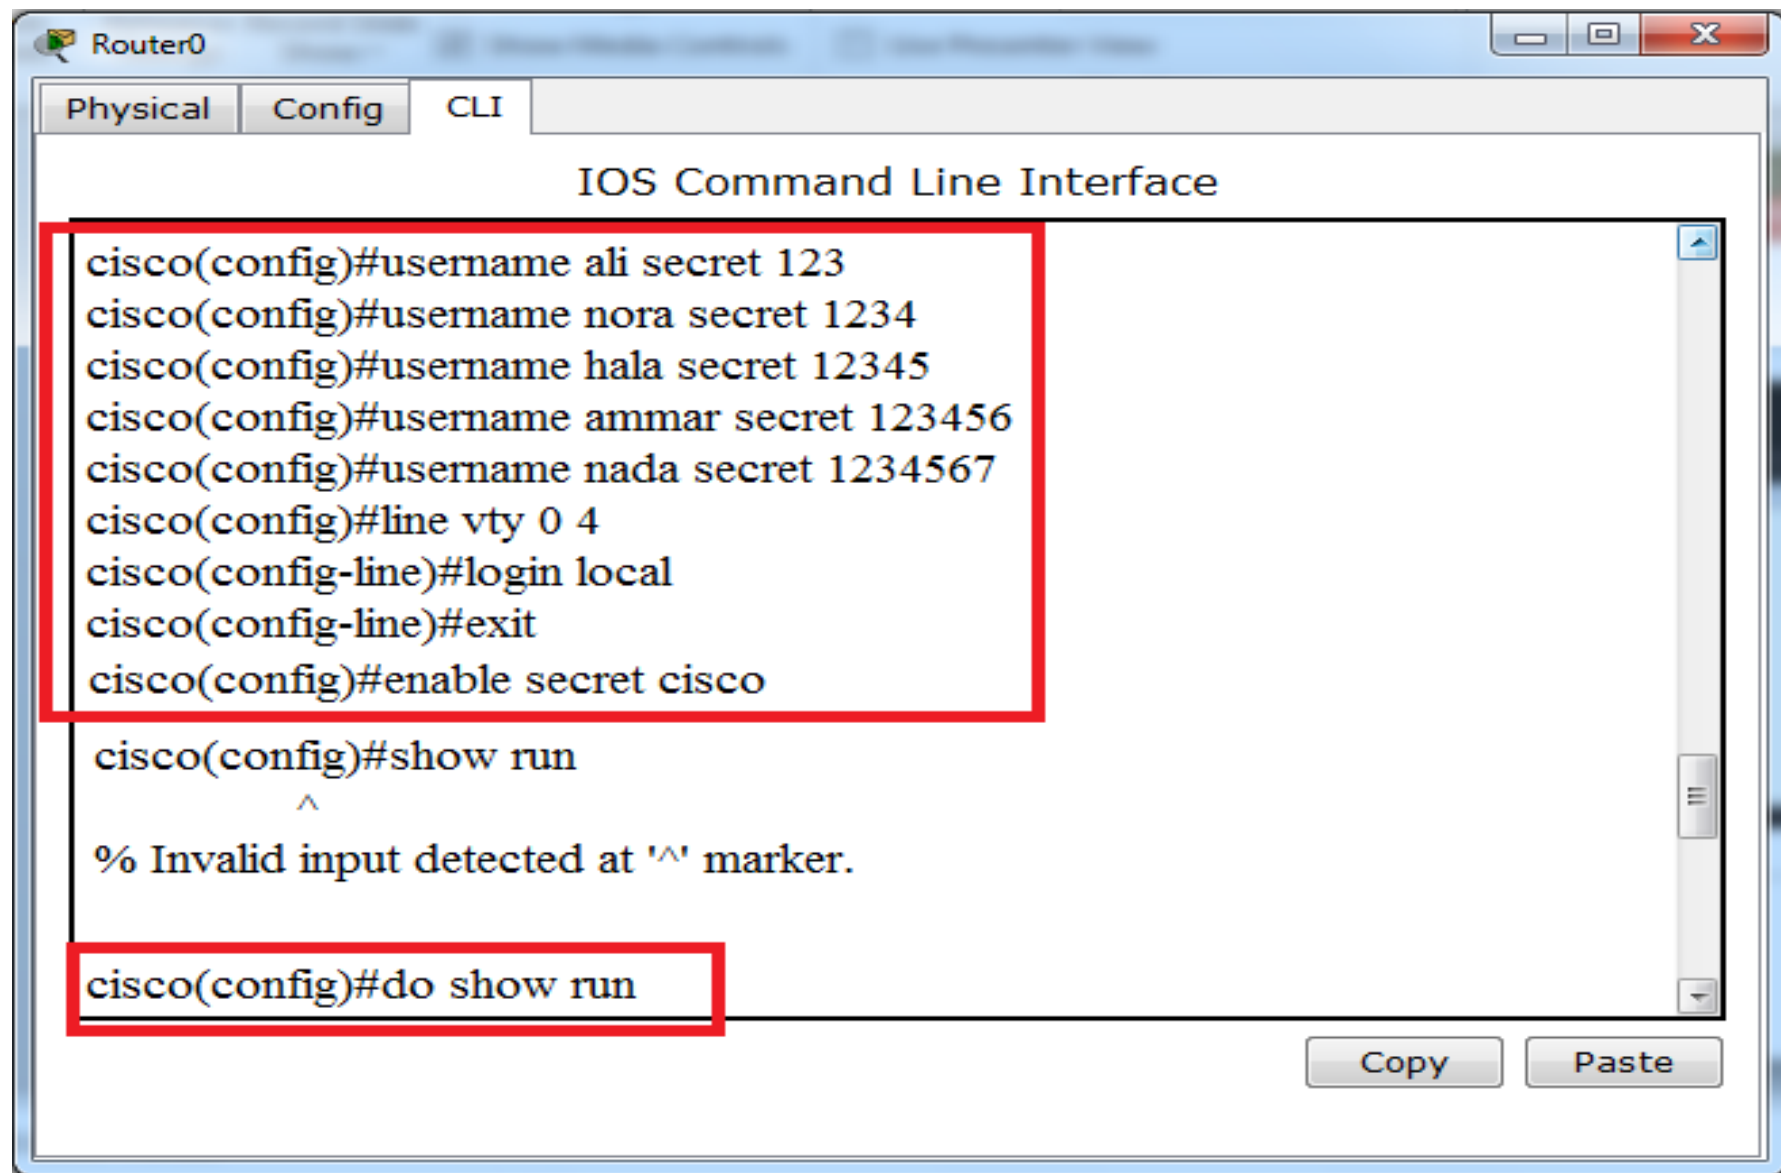 Router0
Physical Config CLI
IOS Command Line Interface
cisco(config)#username ali secret 123
cisco(config)#username nora secret 1234
cisco(config)#username hala secret 12345
cisco(config)#username ammar secret 123456
cisco(config)#username nada secret 1234567
cisco(config)#line vty 0 4
cisco(config-line)#login local
cisco(config-line)#exit
cisco(config)#enable secret cisco
cisco(config)#show run
^
% Invalid input detected at '^' marker.
cisco(config)#do show run
Copy Paste